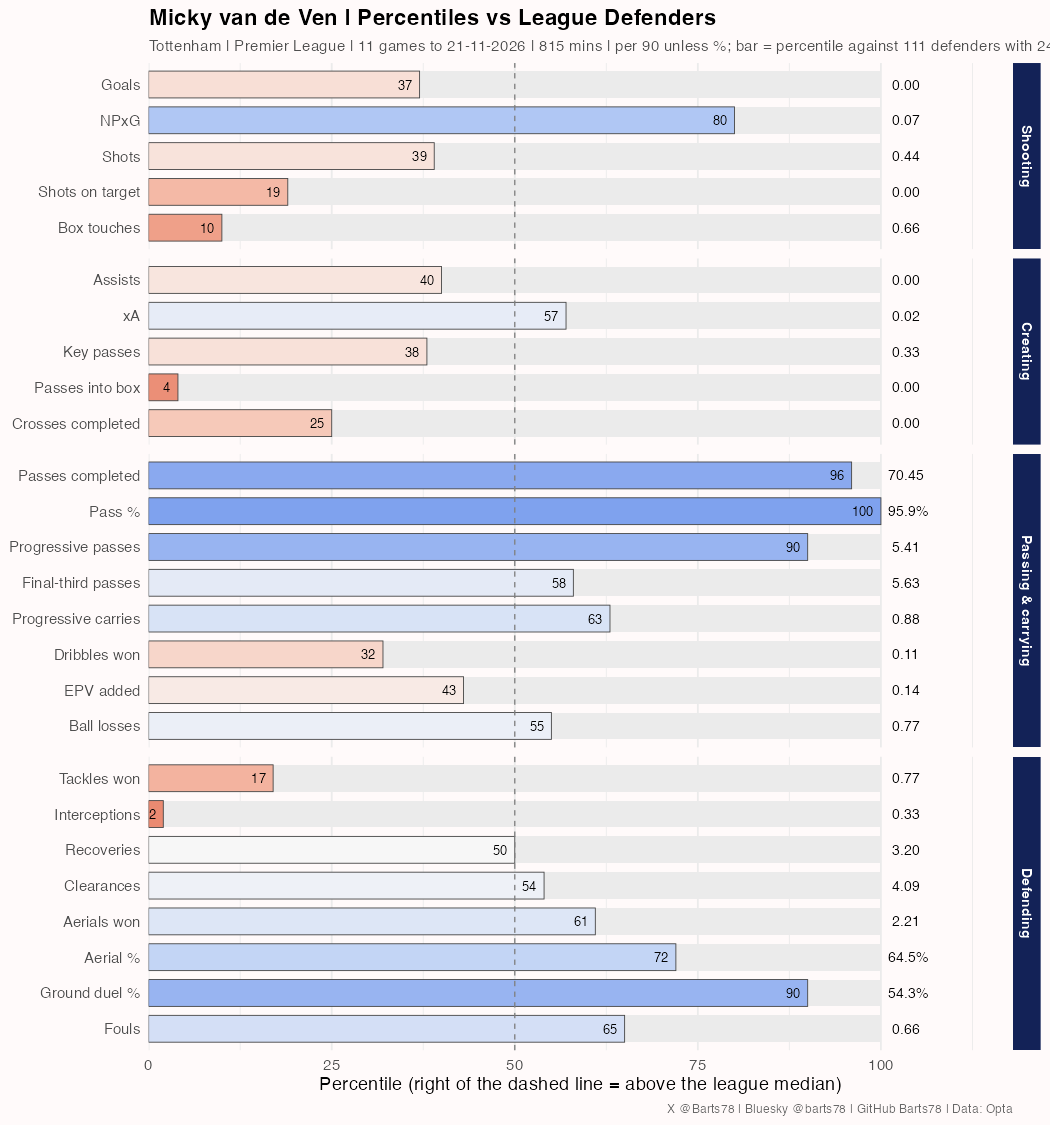 Micky van de Ven | Percentiles vs League Defenders
Tottenham | Premier League | 11 games to 21-11-2026 | 815 mins | per 90 unless %; bar = percentile against 111 defenders with 24
Shooting
Goals 37 0.00
NPxG 80 0.07
Shots 39 0.44
Shots on target 19 0.00
Box touches 10 0.66
Creating
Assists 40 0.00
xA 57 0.02
Key passes 38 0.33
Passes into box 4 0.00
Crosses completed 25 0.00
Passing & carrying
Passes completed 96 70.45
Pass % 100 95.9%
Progressive passes 90 5.41
Final-third passes 58 5.63
Progressive carries 63 0.88
Dribbles won 32 0.11
EPV added 43 0.14
Ball losses 55 0.77
Defending
Tackles won 17 0.77
Interceptions 2 0.33
Recoveries 50 3.20
Clearances 54 4.09
Aerials won 61 2.21
Aerial % 72 64.5%
Ground duel % 90 54.3%
Fouls 65 0.66
0 25 50 75 100
Percentile (right of the dashed line = above the league median)
X @Barts78 | Bluesky @barts78 | GitHub Barts78 | Data: Opta